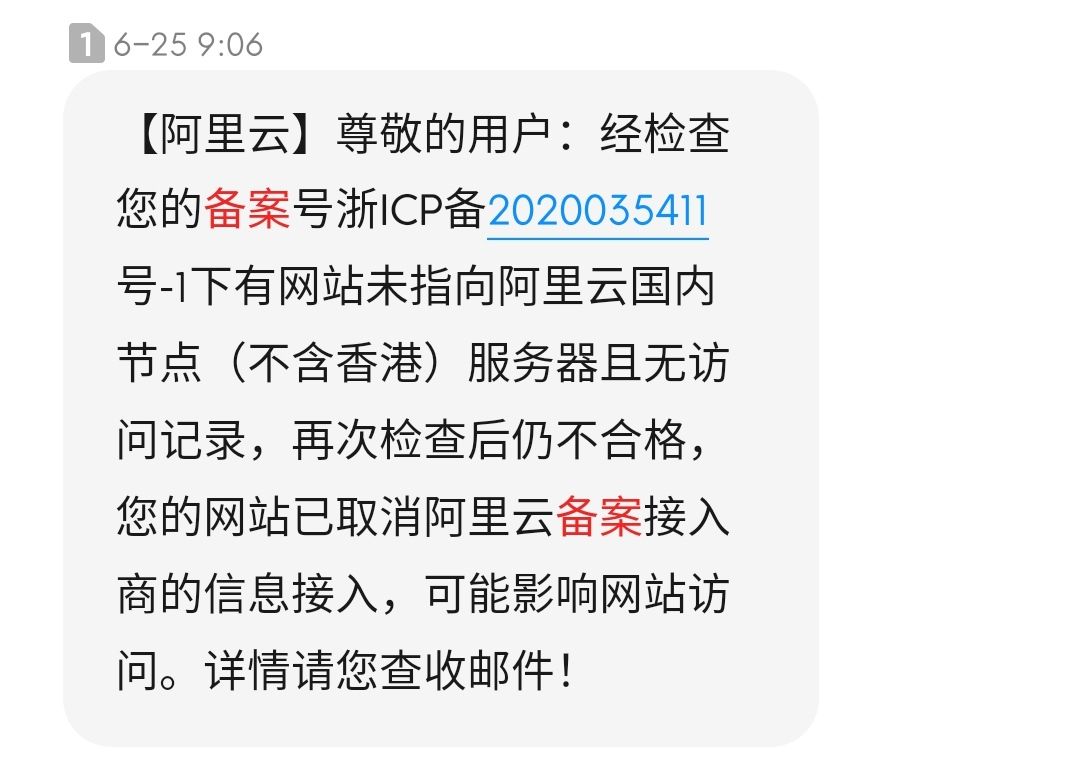 1 6-25 9:06
【阿里云】尊敬的用户：经检查
您的备案号浙ICP备2020035411
号-1下有网站未指向阿里云国内
节点（不含香港）服务器且无访
问记录，再次检查后仍不合格，
您的网站已取消阿里云备案接入
商的信息接入，可能影响网站访
问。详情请您查收邮件！